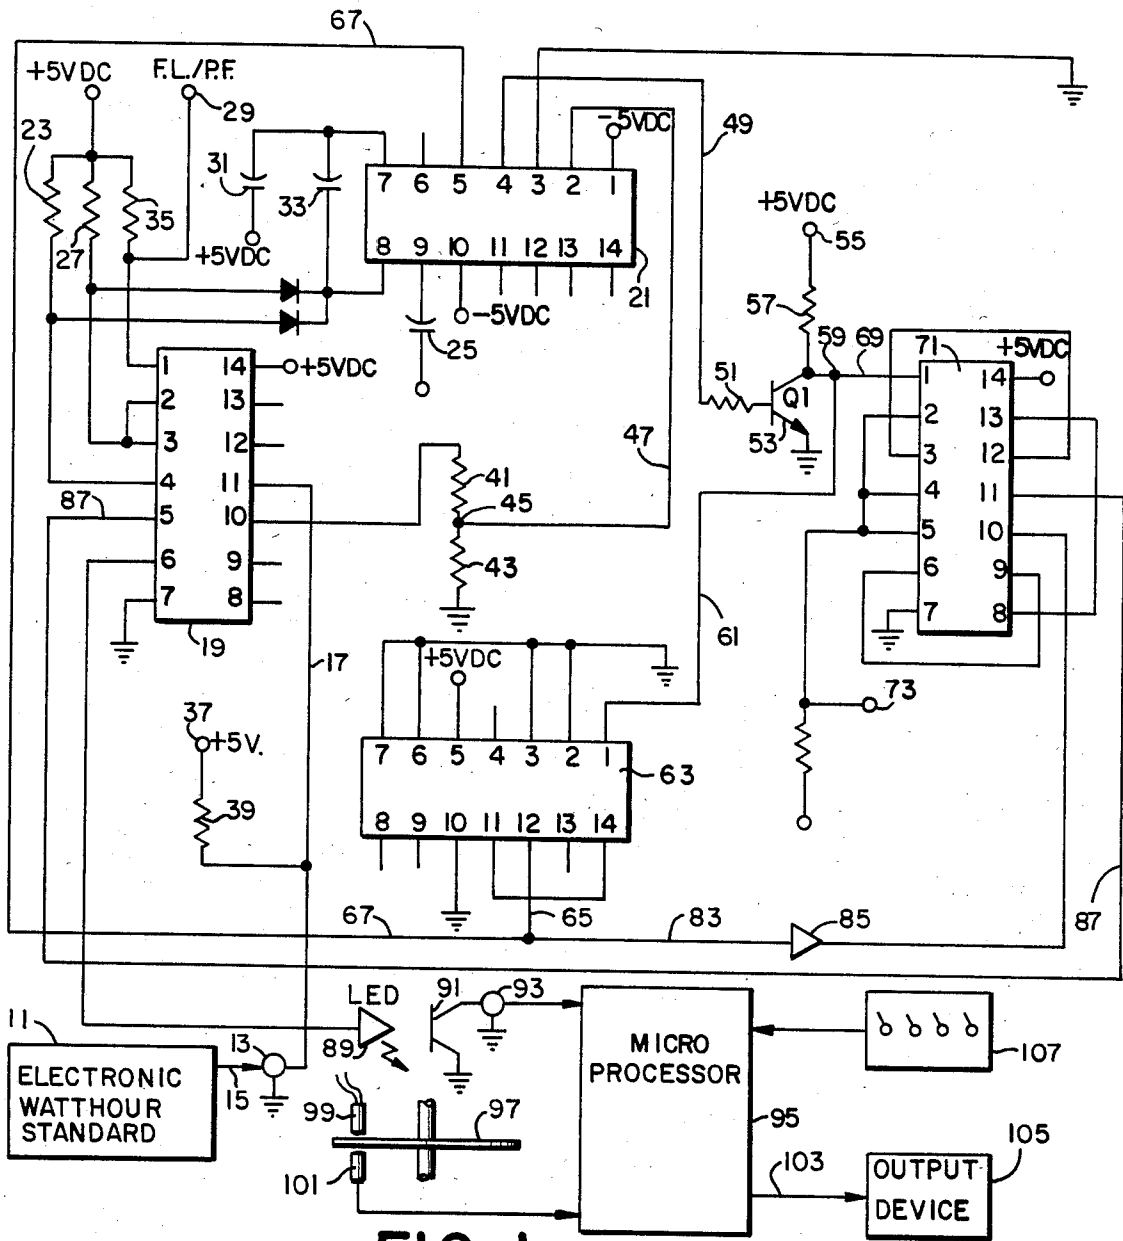 67
+5VDC F.L./P.F.
29
23
27
35
31
33
+5VDC
7 6 5 4 3 2 1
8 9 10 11 12 13 14
21
-5VDC
49
-5VDC
25
+5VDC
55
57
59 69
51
Q1
53
71
+5VDC
1 14
2 13
3 12
4 11
5 10
6 9
7 8
1 14 +5VDC
2 13
3 12
4 11
5 10
6 9
7 8
87
19
17
41
45
43
47
61
73
37
+5V.
39
+5VDC
7 6 5 4 3 2 1
63
8 9 10 11 12 13 14
67
65
83
85
87
11
ELECTRONIC
WATTHOUR
STANDARD
13
15
LED
89
91
93
99
97
101
MICRO
PROCESSOR
95
107
103
105
OUTPUT
DEVICE
FIG. 1